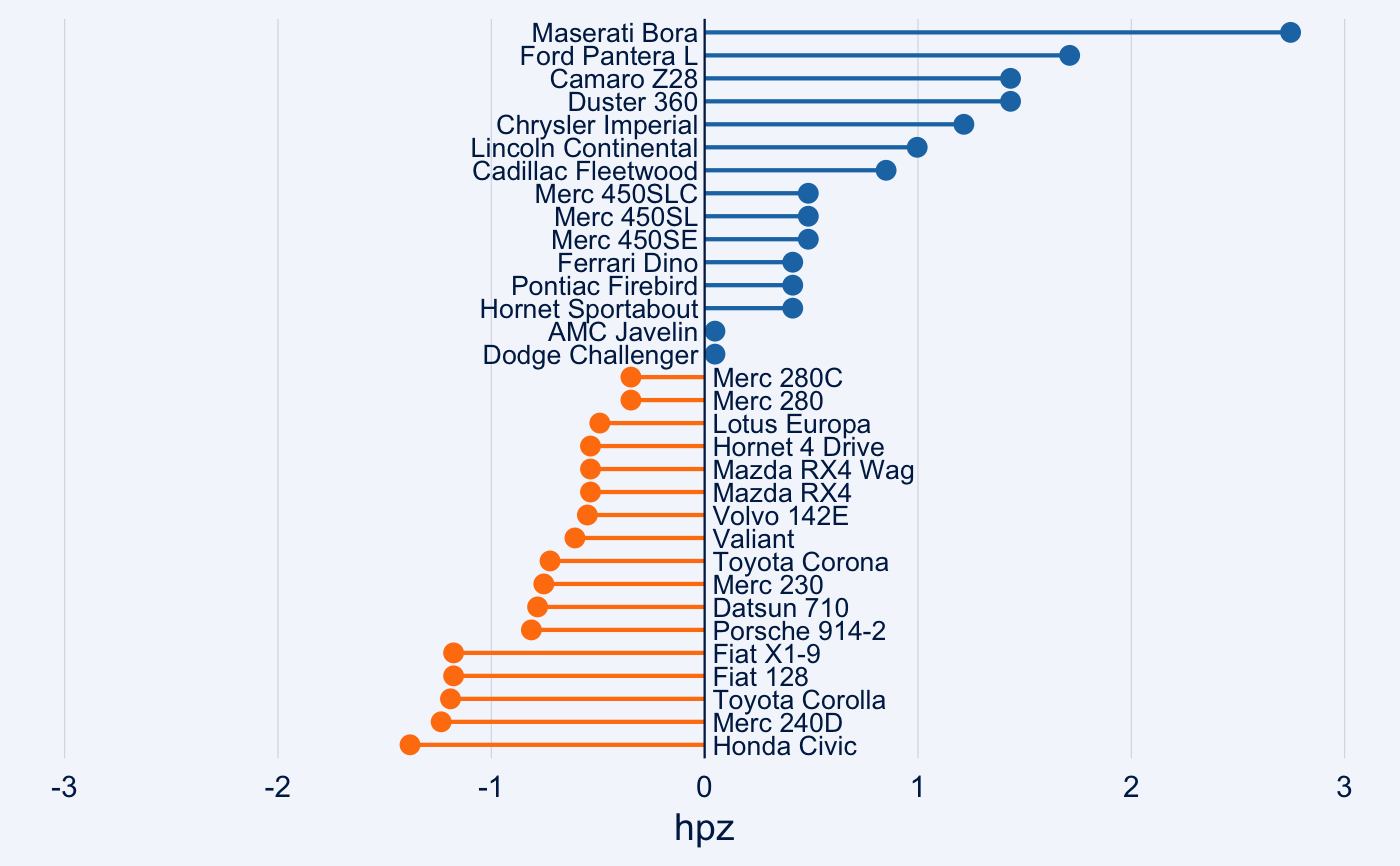 Maserati Bora
Ford Pantera L
Camaro Z28
Duster 360
Chrysler Imperial
Lincoln Continental
Cadillac Fleetwood
Merc 450SLC
Merc 450SL
Merc 450SE
Ferrari Dino
Pontiac Firebird
Hornet Sportabout
AMC Javelin
Dodge Challenger
Merc 280C
Merc 280
Lotus Europa
Hornet 4 Drive
Mazda RX4 Wag
Mazda RX4
Volvo 142E
Valiant
Toyota Corona
Merc 230
Datsun 710
Porsche 914-2
Fiat X1-9
Fiat 128
Toyota Corolla
Merc 240D
Honda Civic
-3 -2 -1 0 1 2 3
hpz